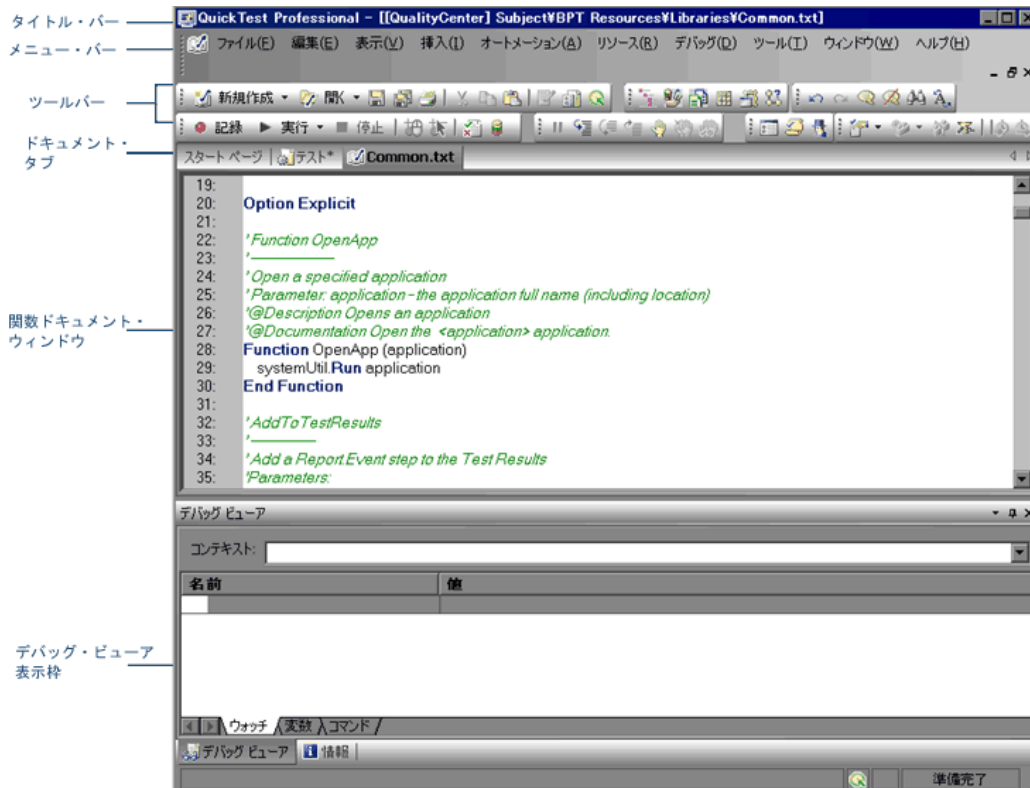 タイトル・バー
QuickTest Professional - [[QualityCenter] Subject¥BPT Resources¥Libraries¥Common.txt]
メニュー・バー
ファイル(F) 編集(E) 表示(V) 挿入(I) オートメーション(A) リソース(R) デバッグ(D) ツール(T) ウィンドウ(W) ヘルプ(H)
ツールバー
新規作成 開く
記録 実行 停止
ドキュメント・
タブ
スタート ページ テスト* Common.txt
19:
20: Option Explicit
21:
22: 'Function OpenApp
23: '――――――
24: 'Open a specified application
25: 'Parameter: application - the application full name (including location)
26: '@Description Opens an application
27: '@Documentation Open the <application> application.
28: Function OpenApp (application)
29: systemUtil.Run application
30: End Function
31:
32: 'AddToTestResults
33: '―――――
34: 'Add a Report.Event step to the Test Results
35: 'Parameters:
関数ドキュメント・
ウィンドウ
デバッグ ビューア
コンテキスト:
名前 値
デバッグ・ビューア
表示枠
ウォッチ 変数 コマンド
デバッグ ビューア 情報
準備完了